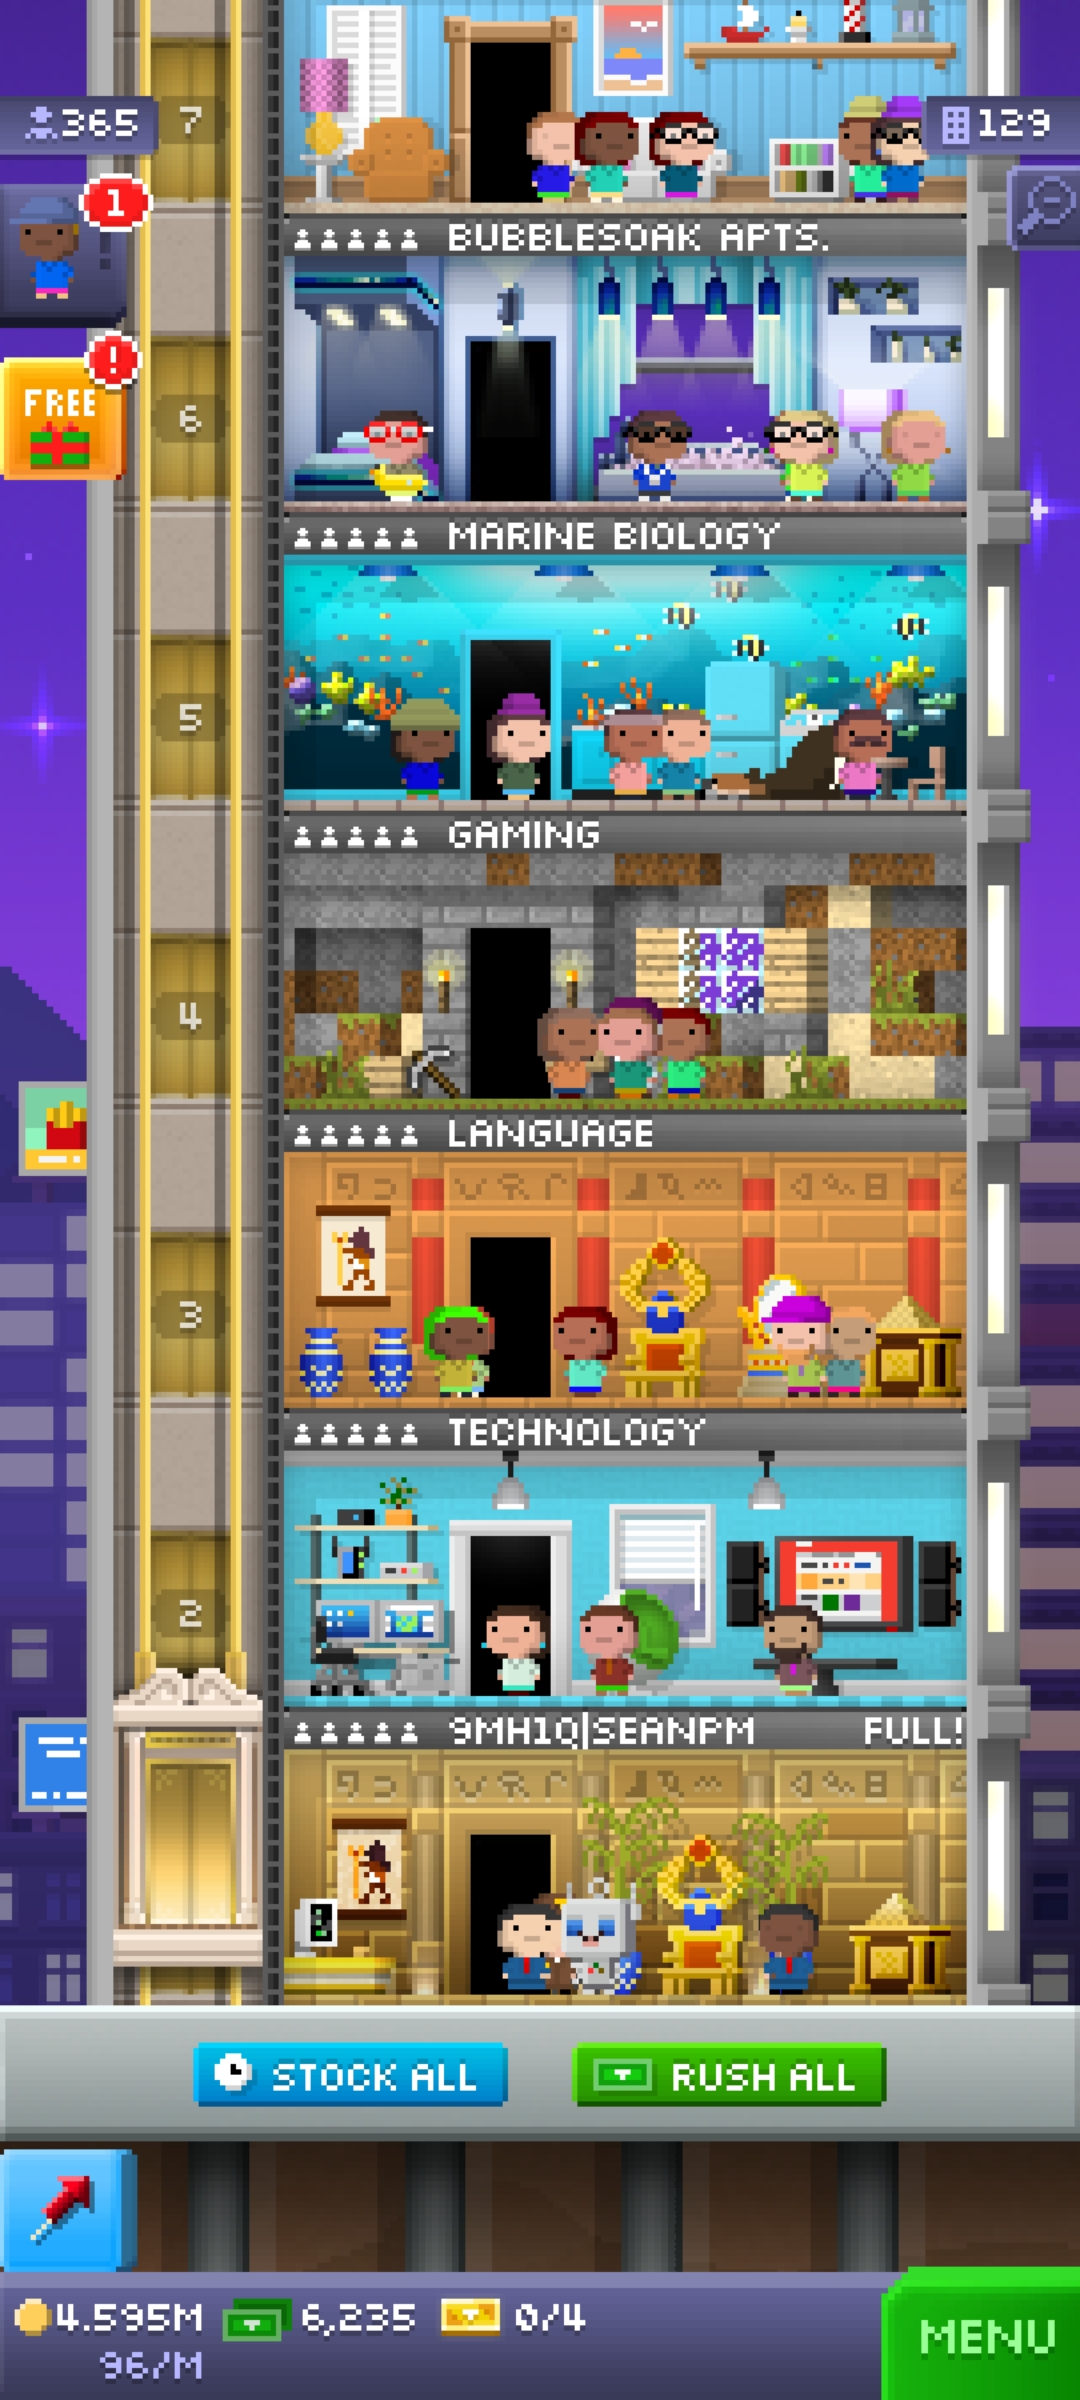 7
365
129
1
BUBBLESOAK APTS.
!
FREE
6
MARINE BIOLOGY
5
GAMING
4
LANGUAGE
3
TECHNOLOGY
2
9MH1Q|SEANPM FULL!
STOCK ALL
RUSH ALL
4.595M 6,235 0/4
96/M
MENU